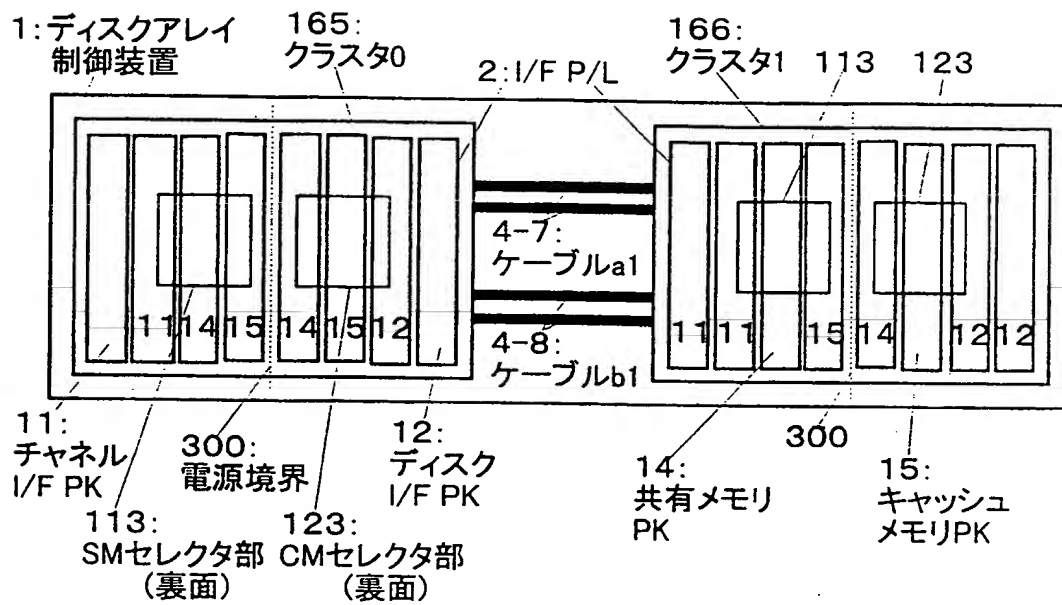 1:ディスクアレイ
制御装置
165:
クラスタ0
2:I/F P/L
166:
クラスタ1
113
123
4-7:
ケーブルa1
4-8:
ケーブルb1
11 14 15 14 15 12
11 11 15 14 12 12
11:
チャネル
I/F PK
300:
電源境界
12:
ディスク
I/F PK
300
14:
共有メモリ
PK
15:
キャッシュ
メモリPK
113:
SMセレクタ部
(裏面)
123:
CMセレクタ部
(裏面)